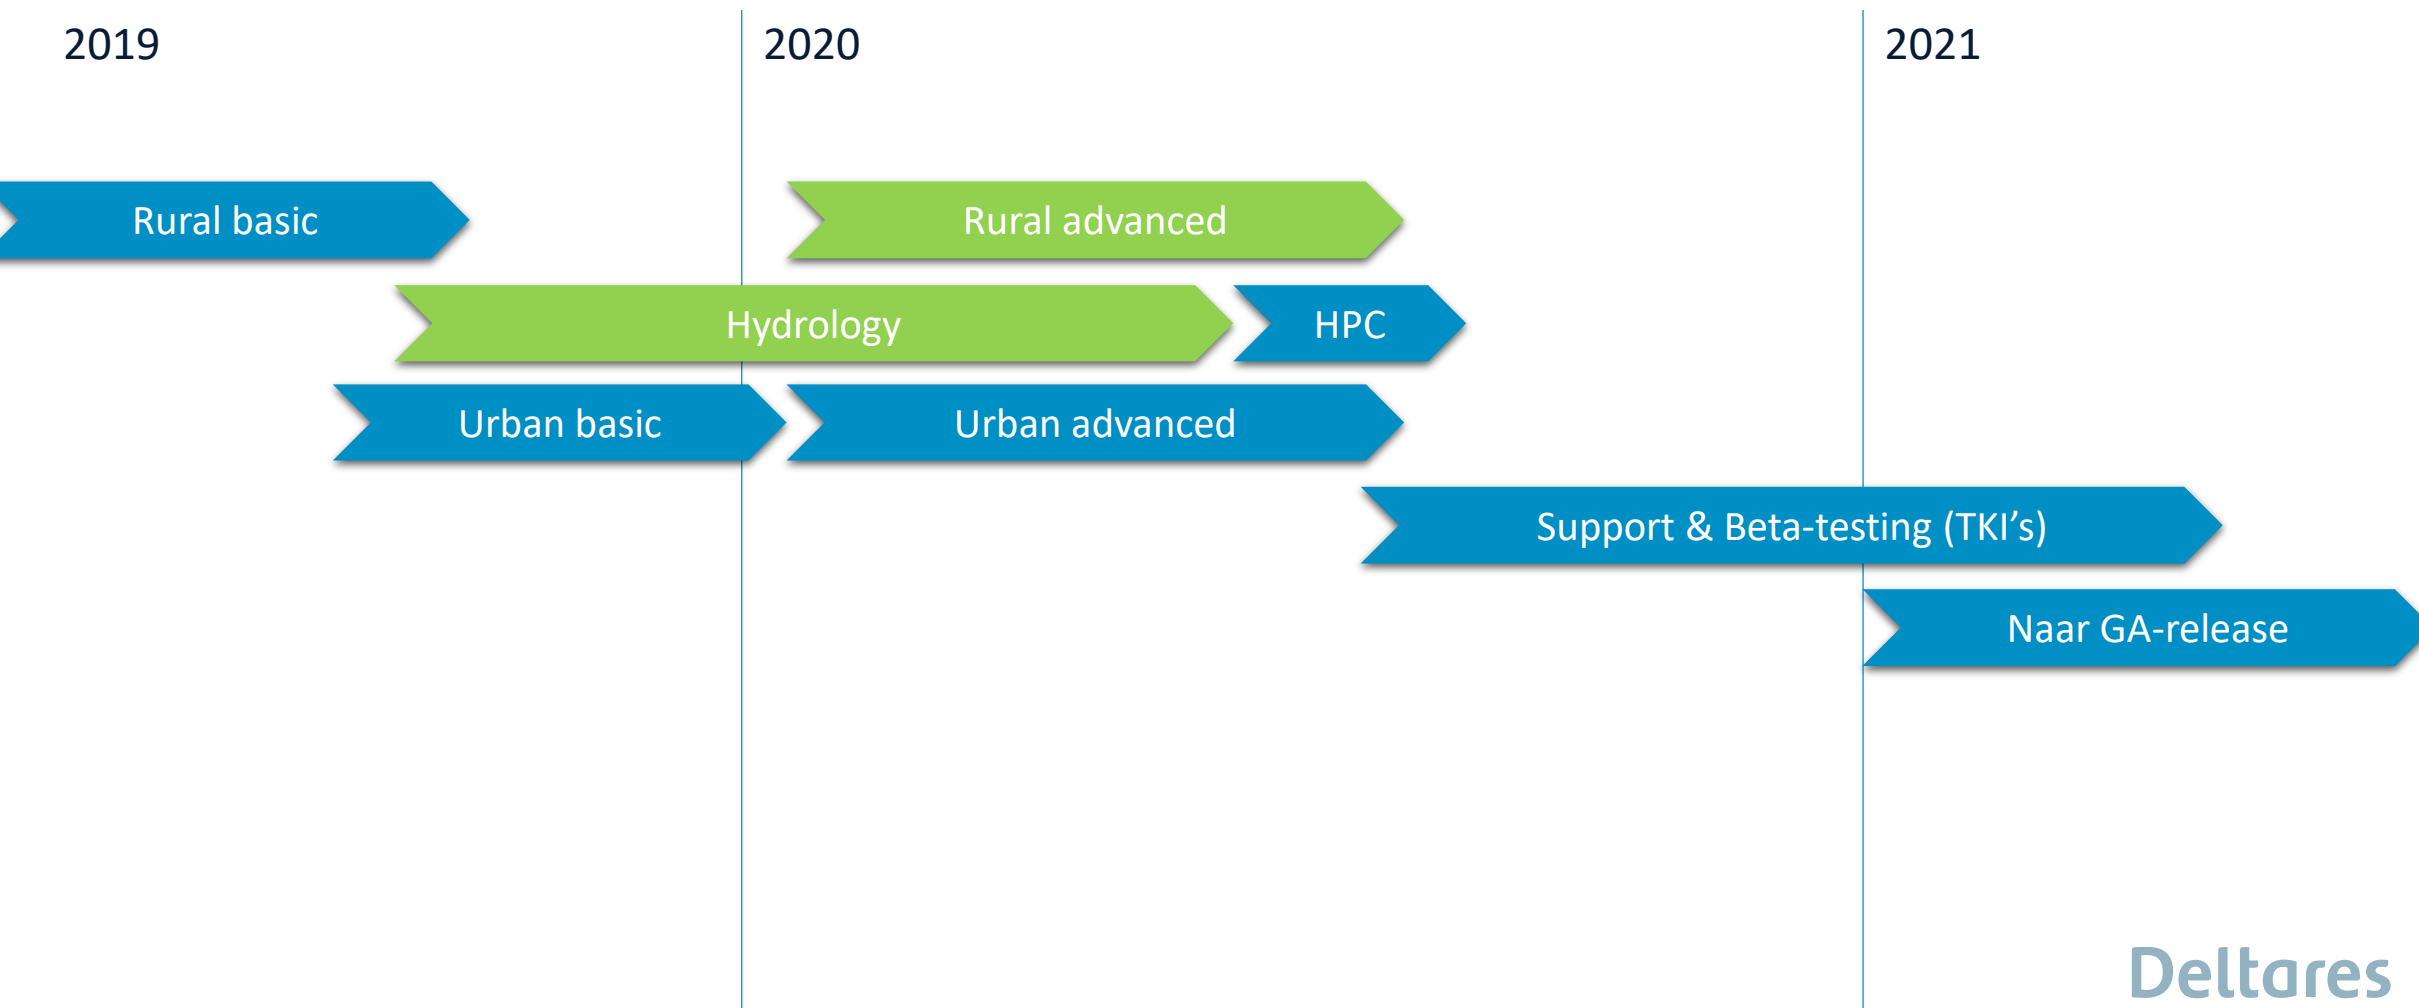 2019
2020
2021
Rural basic
Rural advanced
Hydrology
HPC
Urban basic
Urban advanced
Support & Beta-testing (TKI’s)
Naar GA-release
Deltares